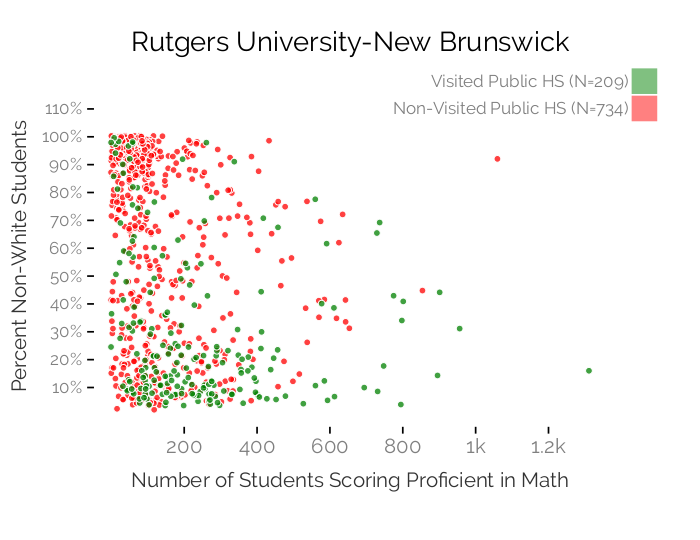 Rutgers University-New Brunswick
Visited Public HS (N=209)
Non-Visited Public HS (N=734)
Percent Non-White Students
110%
100%
90%
80%
70%
60%
50%
40%
30%
20%
10%
200 400 600 800 1k 1.2k
Number of Students Scoring Proficient in Math